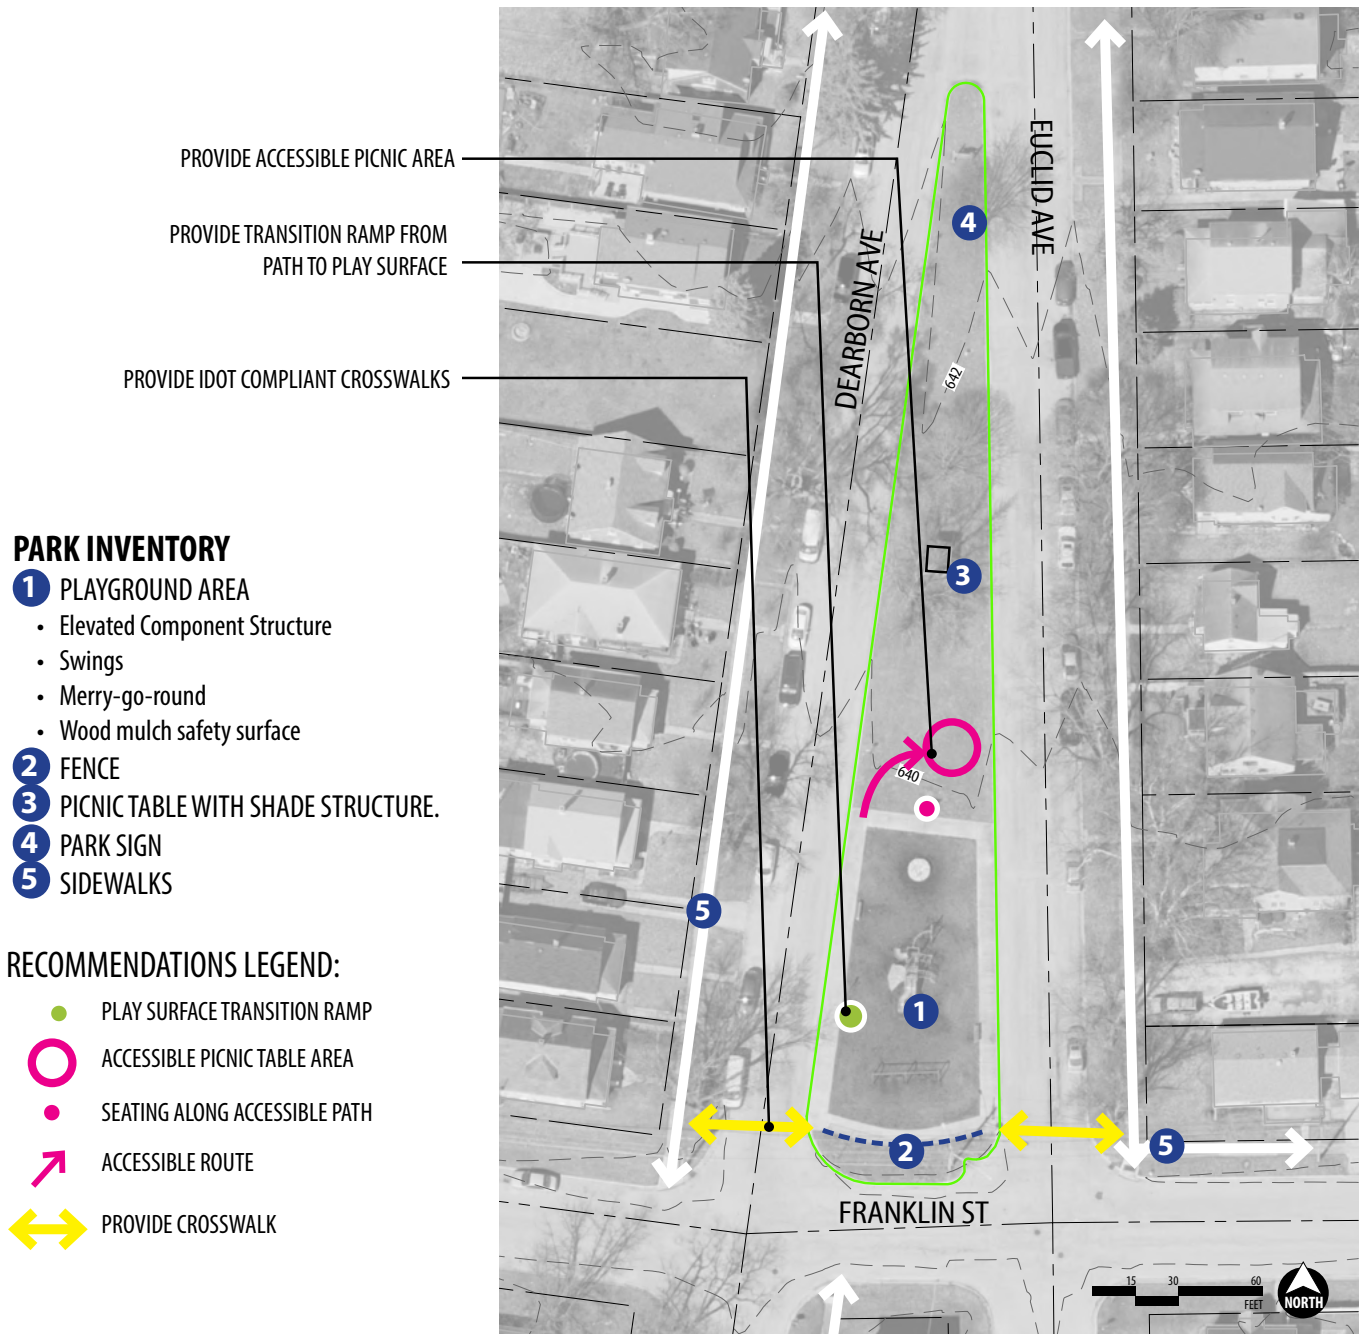 PROVIDE ACCESSIBLE PICNIC AREA
PROVIDE TRANSITION RAMP FROM
PATH TO PLAY SURFACE
PROVIDE IDOT COMPLIANT CROSSWALKS
PARK INVENTORY
1 PLAYGROUND AREA
• Elevated Component Structure
• Swings
• Merry-go-round
• Wood mulch safety surface
2 FENCE
3 PICNIC TABLE WITH SHADE STRUCTURE.
4 PARK SIGN
5 SIDEWALKS
RECOMMENDATIONS LEGEND:
PLAY SURFACE TRANSITION RAMP
ACCESSIBLE PICNIC TABLE AREA
SEATING ALONG ACCESSIBLE PATH
ACCESSIBLE ROUTE
PROVIDE CROSSWALK
EUCLID AVE
4
DEARBORN AVE
642
3
640
5
1
2
5
FRANKLIN ST
15 30 60
FEET
NORTH